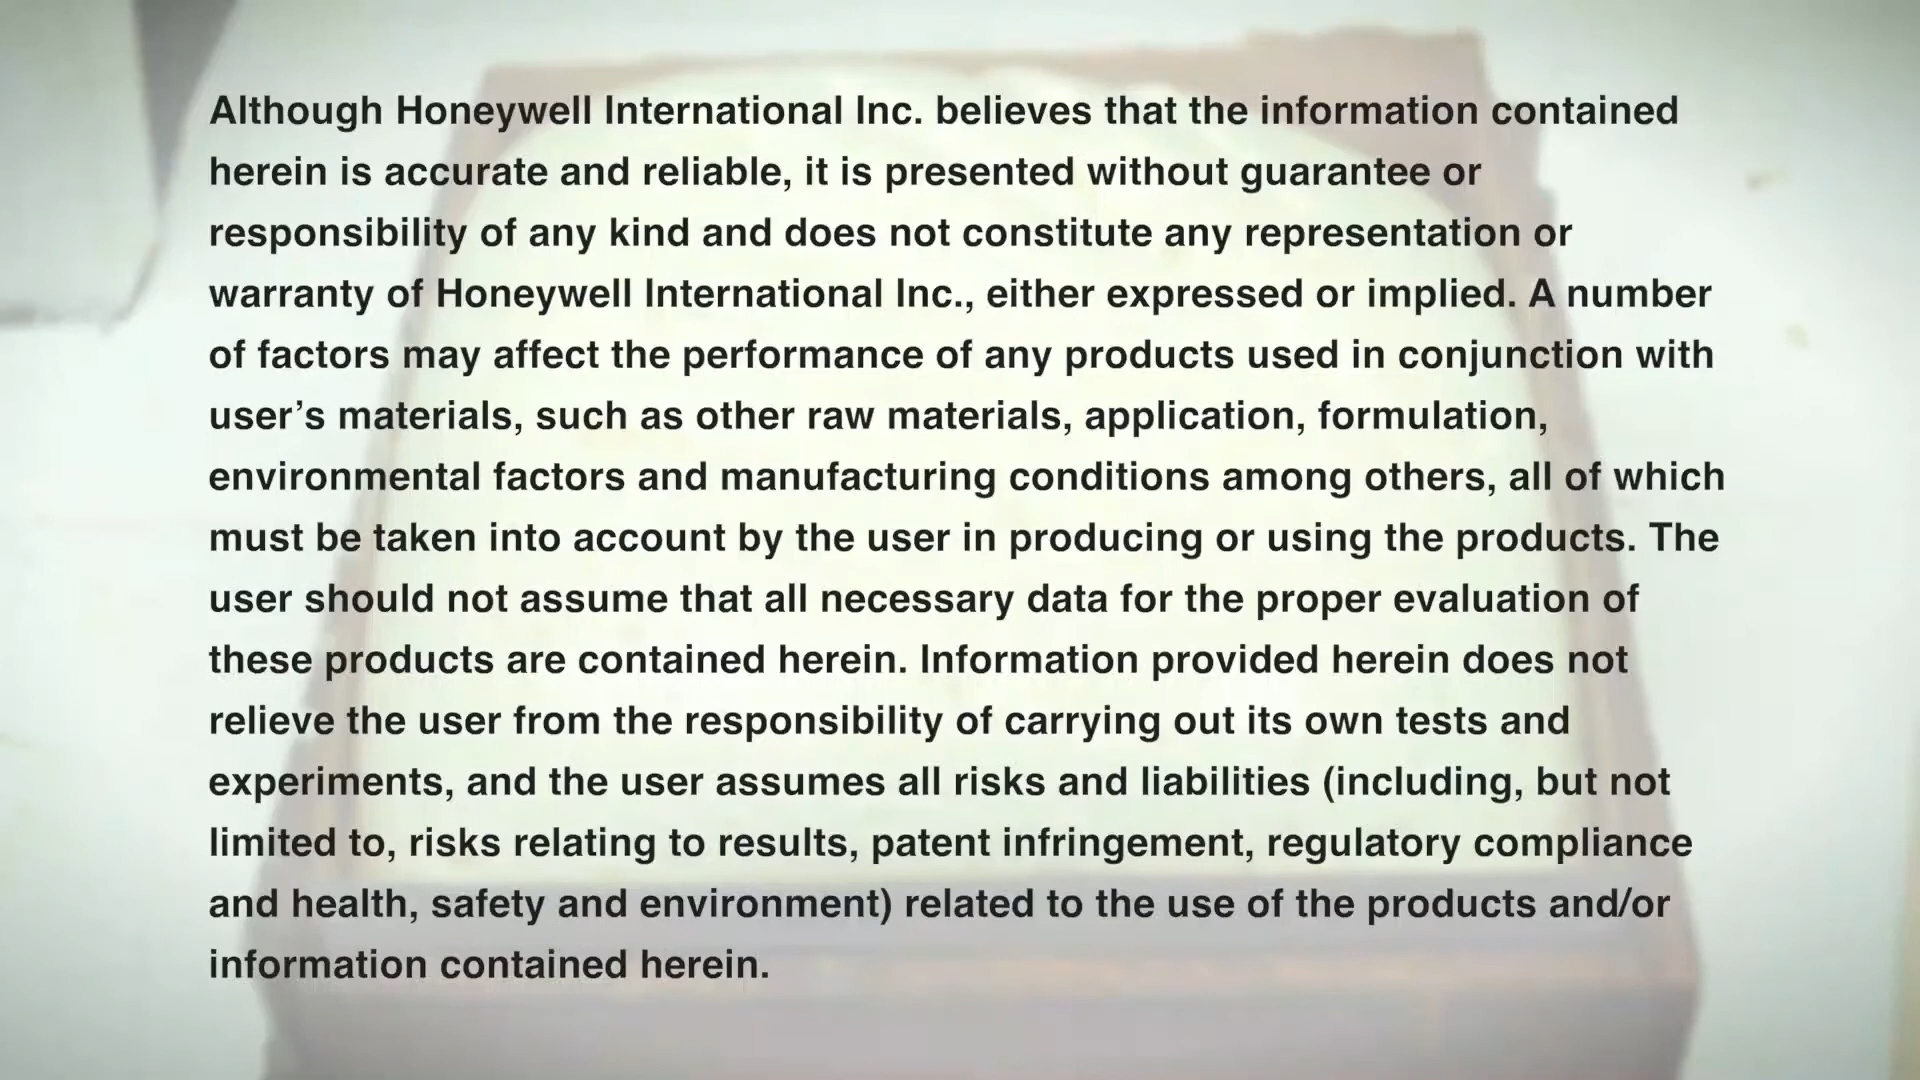 Although Honeywell International Inc. believes that the information contained
herein is accurate and reliable, it is presented without guarantee or
responsibility of any kind and does not constitute any representation or
warranty of Honeywell International Inc., either expressed or implied. A number
of factors may affect the performance of any products used in conjunction with
user’s materials, such as other raw materials, application, formulation,
environmental factors and manufacturing conditions among others, all of which
must be taken into account by the user in producing or using the products. The
user should not assume that all necessary data for the proper evaluation of
these products are contained herein. Information provided herein does not
relieve the user from the responsibility of carrying out its own tests and
experiments, and the user assumes all risks and liabilities (including, but not
limited to, risks relating to results, patent infringement, regulatory compliance
and health, safety and environment) related to the use of the products and/or
information contained herein.